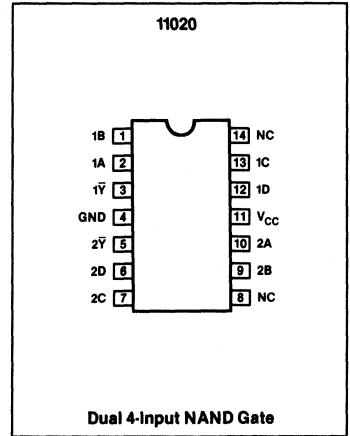 11020
1B 1 14 NC
1A 2 13 1C
1Y̅ 3 12 1D
GND 4 11 VCC
2Y̅ 5 10 2A
2D 6 9 2B
2C 7 8 NC
Dual 4-Input NAND Gate